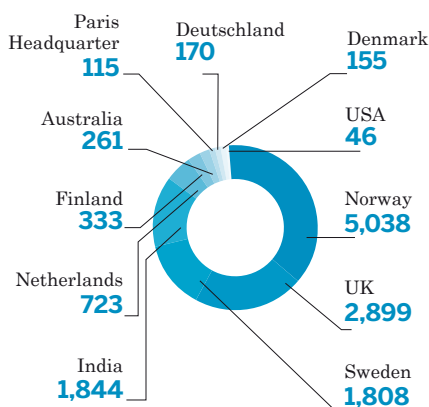 Paris
Headquarter
115
Deutschland
170
Denmark
155
Australia
261
USA
46
Finland
333
Norway
5,038
Netherlands
723
UK
2,899
India
1,844
Sweden
1,808